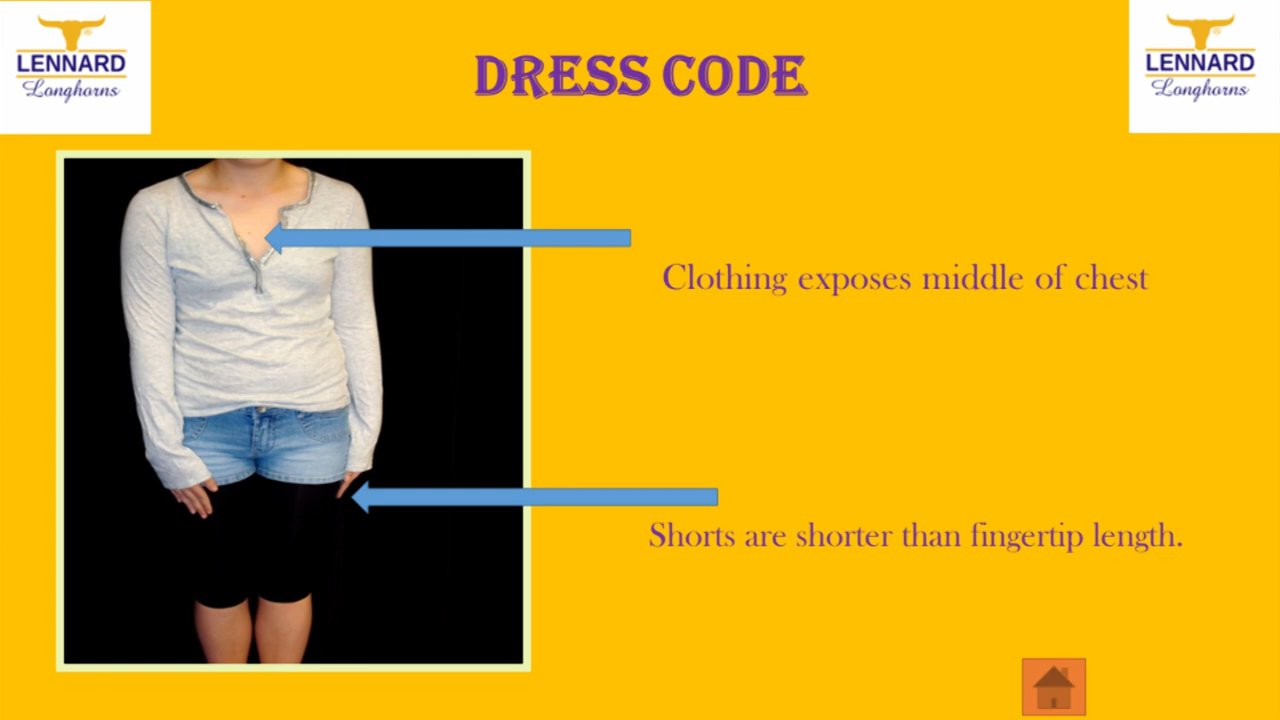 LENNARD
Longhorns
DRESS CODE
LENNARD
Longhorns
Clothing exposes middle of chest
Shorts are shorter than fingertip length.